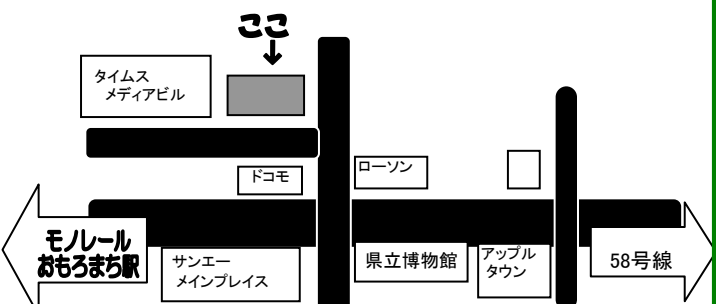 ここ
↓
タイムス
メディアビル
ドコモ
ローソン
モノレール
おもろまち駅
サンエー
メインプレイス
県立博物館
アップル
タウン
58号線